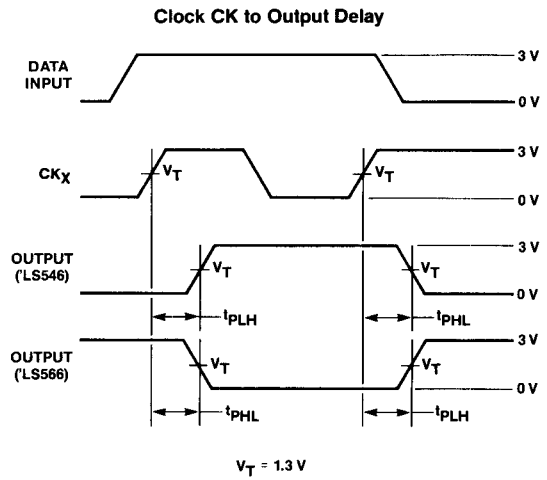 Clock CK to Output Delay
DATA
INPUT
3 V
0 V
CKX
VT
VT
3 V
0 V
OUTPUT
('LS546)
VT
VT
3 V
0 V
tPLH
tPHL
OUTPUT
('LS566)
VT
VT
3 V
0 V
tPHL
tPLH
VT = 1.3 V